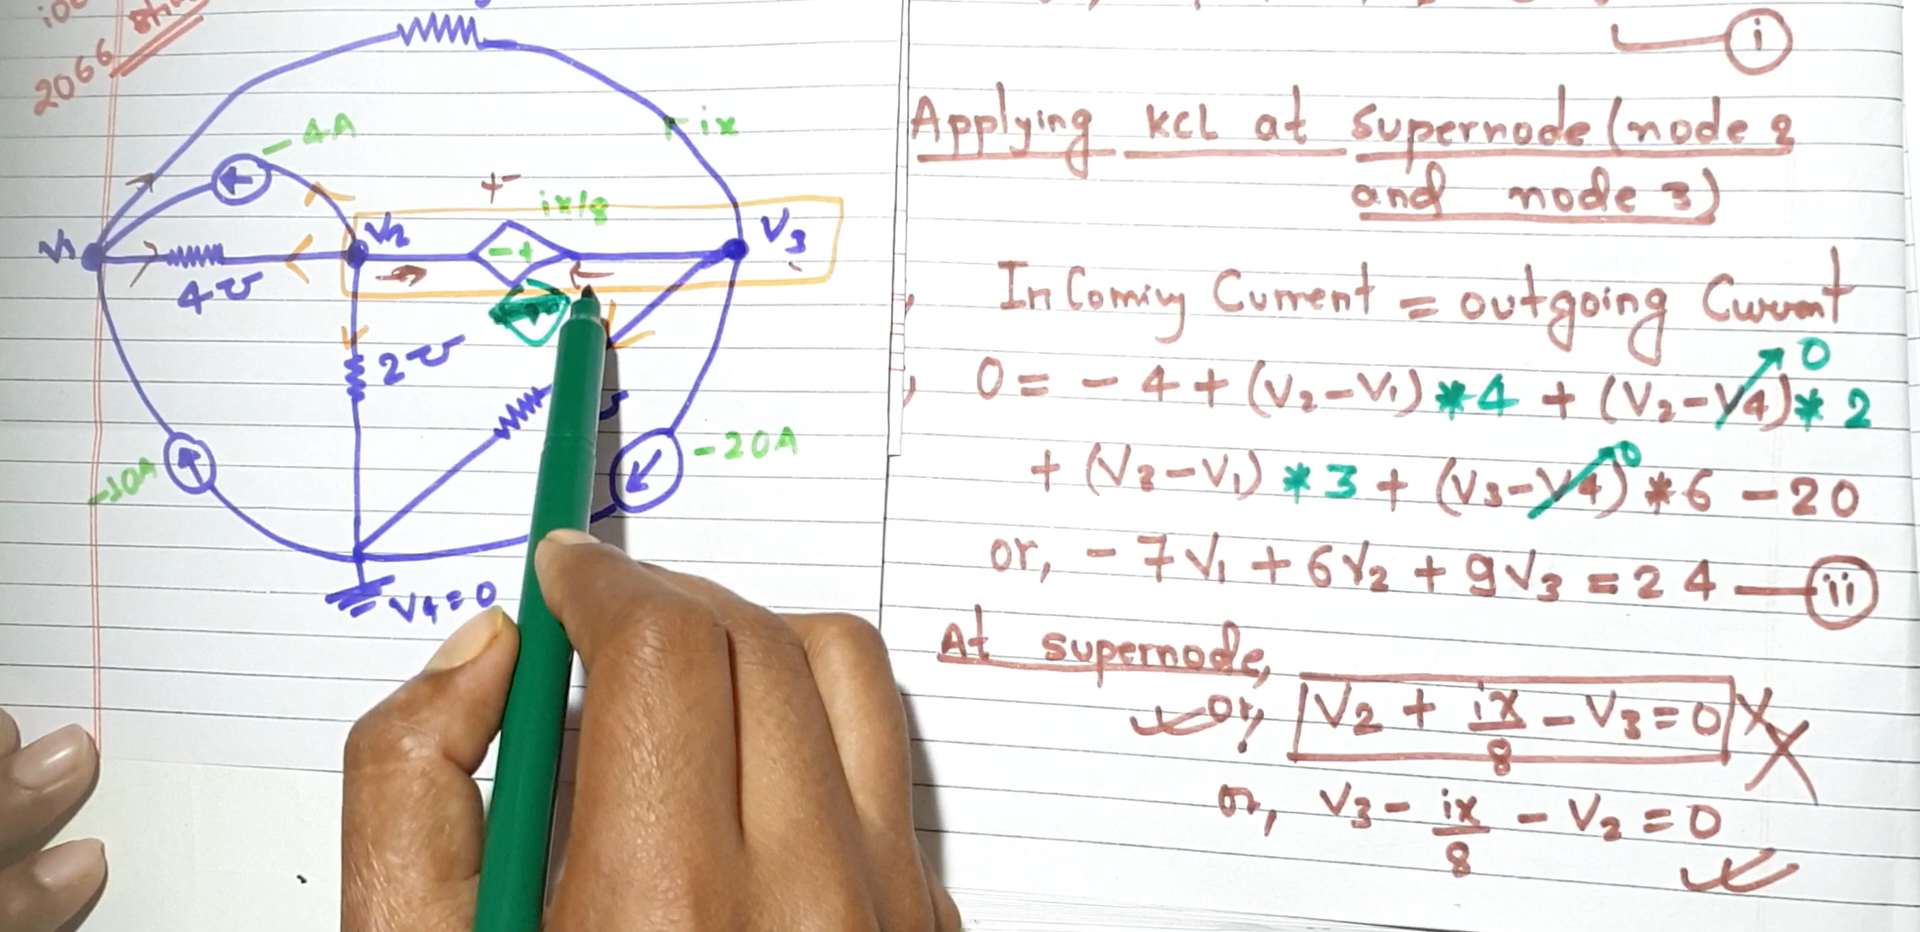 2066
-4A
ix
+-
ix/8
V1
V2
- +
V3
4℧
2℧
-10A
-20A
V4=0
i
Applying KCL at supernode (node 2
and node 3)
InComing Current = outgoing Current
0 = - 4 + (V2-V1) *4 + (V2-V4)* 2
0
+ (V3-V1) *3 + (V3-V4) *6 - 20
0
or, - 7V1 + 6V2 + 9V3 = 24 — ii
At supernode,
or, V2 + ix/8 - V3 = 0
or, V3 - ix/8 - V2 = 0